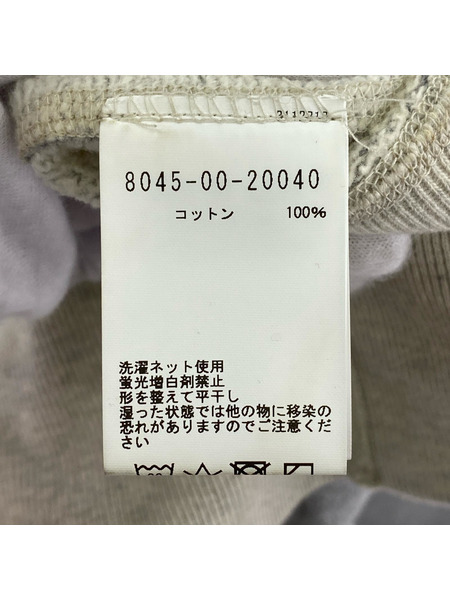 8045-00-20040
コットン 100%
洗濯ネット使用
蛍光増白剤禁止
形を整えて平干し
湿った状態では他の物に移染の
恐れがありますのでご注意くだ
さい